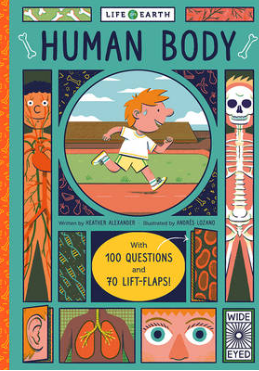 LIFE on EARTH
HUMAN BODY
Written by HEATHER ALEXANDER Illustrated by ANDRÉS LOZANO
With
100 QUESTIONS
and
70 LIFT-FLAPS!
WIDE
EYED